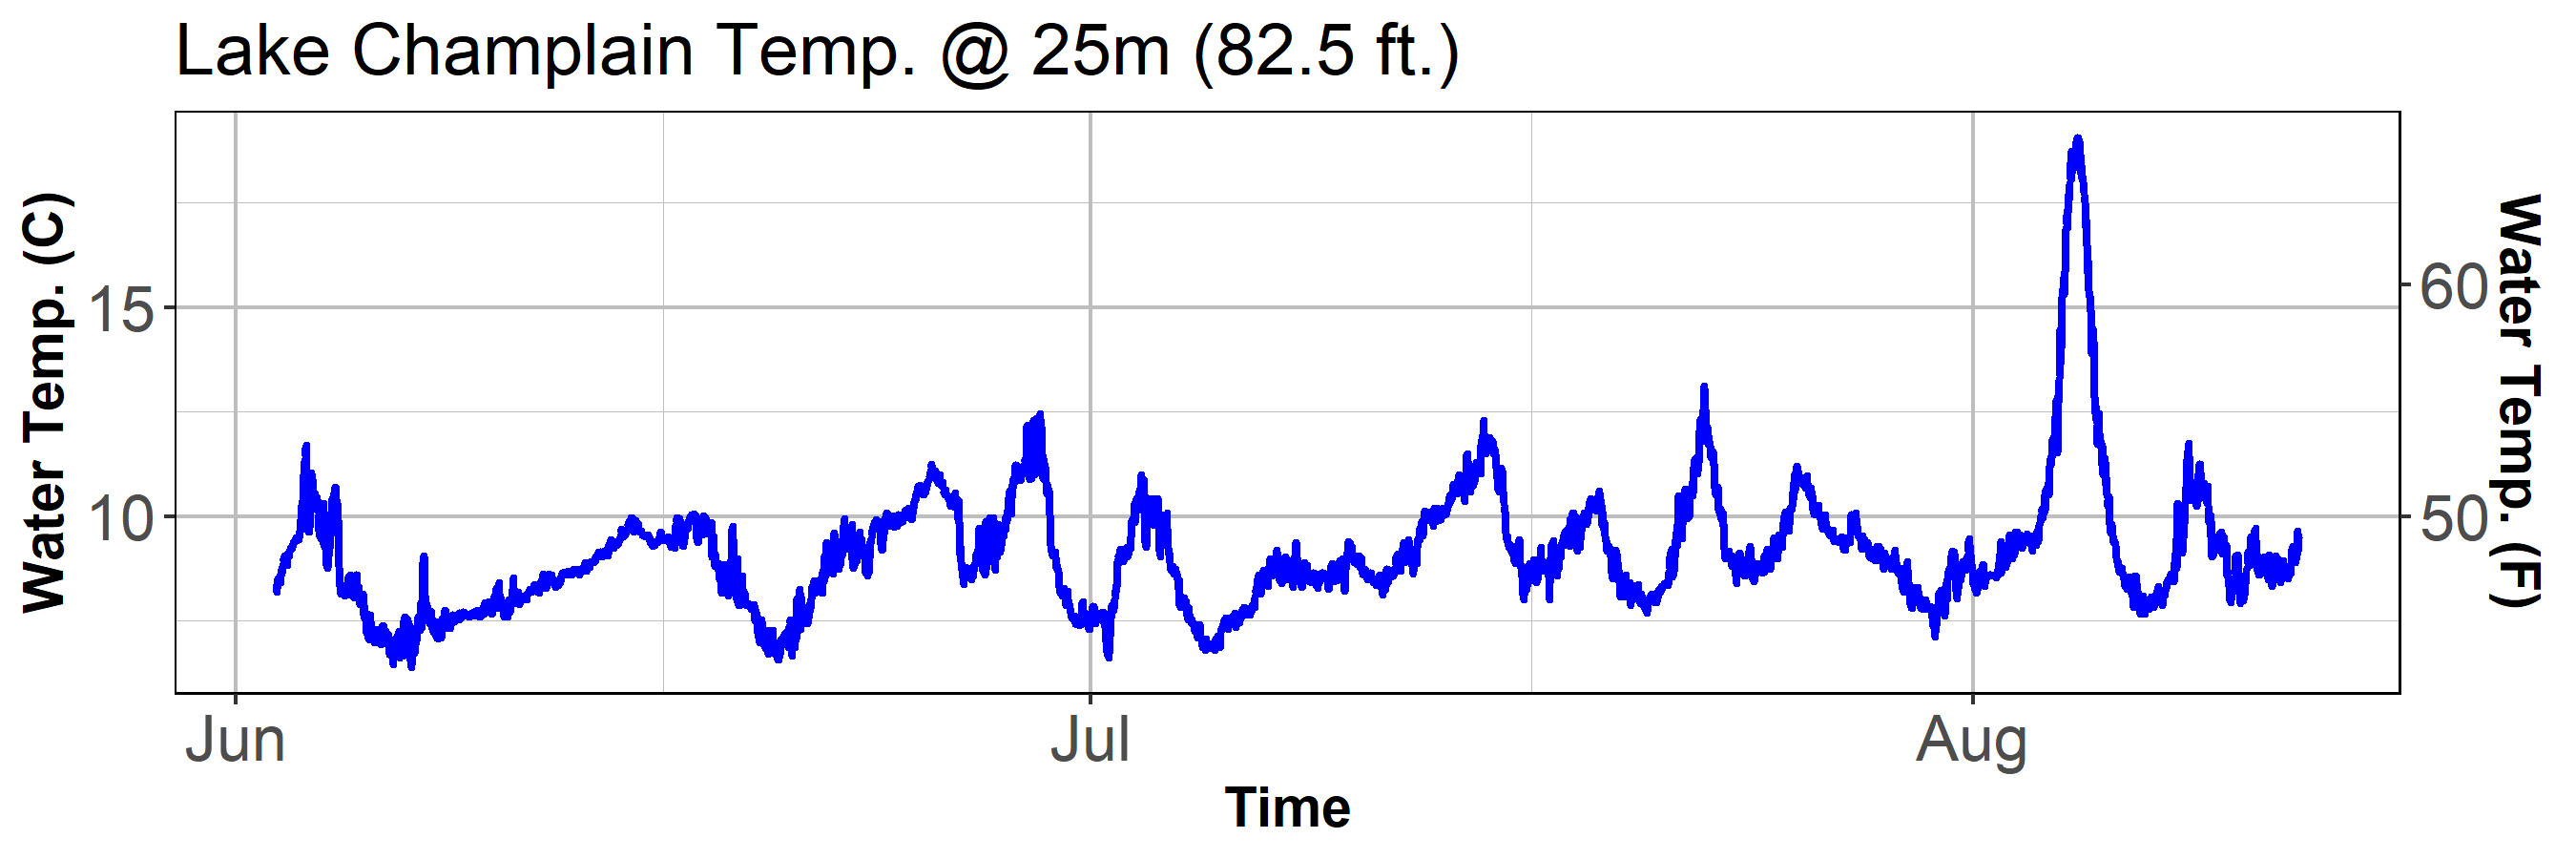 Lake Champlain Temp. @ 25m (82.5 ft.)
Water Temp. (C)
15
10
60
50
Water Temp. (F)
Jun
Jul
Aug
Time